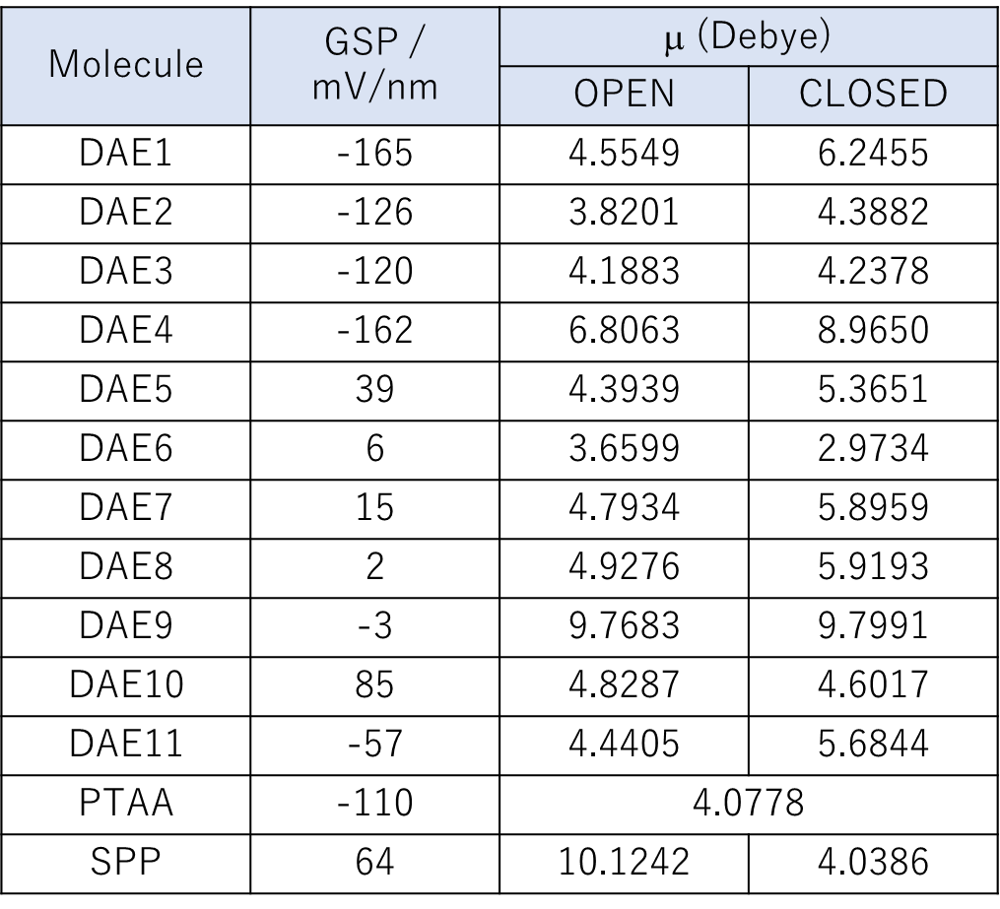 Molecule GSP / mV/nm μ (Debye)
OPEN CLOSED
DAE1 -165 4.5549 6.2455
DAE2 -126 3.8201 4.3882
DAE3 -120 4.1883 4.2378
DAE4 -162 6.8063 8.9650
DAE5 39 4.3939 5.3651
DAE6 6 3.6599 2.9734
DAE7 15 4.7934 5.8959
DAE8 2 4.9276 5.9193
DAE9 -3 9.7683 9.7991
DAE10 85 4.8287 4.6017
DAE11 -57 4.4405 5.6844
PTAA -110 4.0778
SPP 64 10.1242 4.0386